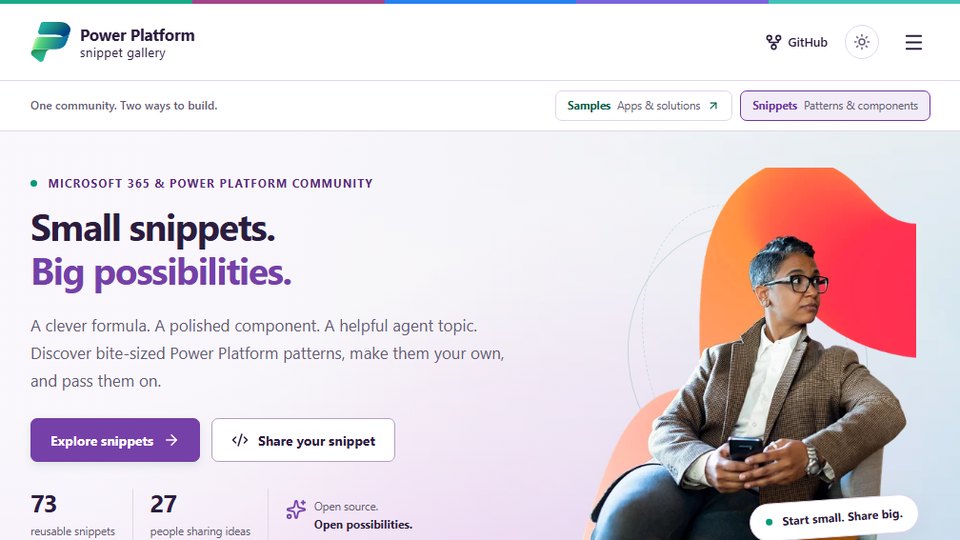 Power Platform
snippet gallery
GitHub
One community. Two ways to build.
Samples Apps & solutions
Snippets Patterns & components
MICROSOFT 365 & POWER PLATFORM COMMUNITY
Small snippets.
Big possibilities.
A clever formula. A polished component. A helpful agent topic.
Discover bite-sized Power Platform patterns, make them your own,
and pass them on.
Explore snippets
</> Share your snippet
73
reusable snippets
27
people sharing ideas
Open source.
Open possibilities.
Start small. Share big.